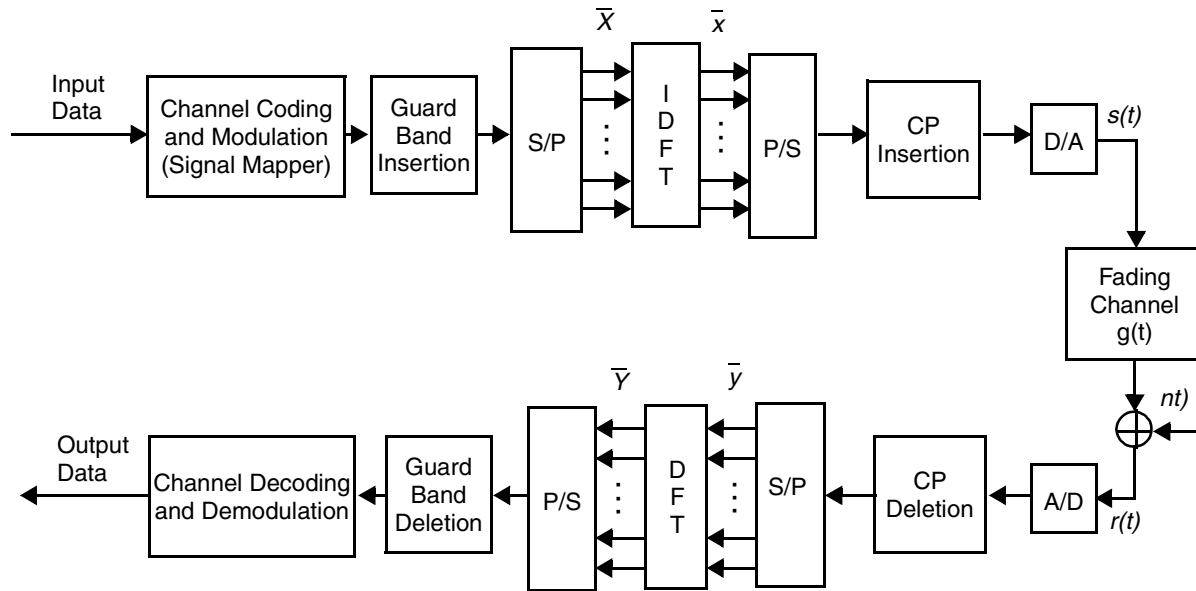 X̅
x̅
Input
Data
Channel Coding
and Modulation
(Signal Mapper)
Guard
Band
Insertion
S/P
I
D
F
T
P/S
CP
Insertion
D/A
s(t)
Fading
Channel
g(t)
nt)
r(t)
A/D
CP
Deletion
S/P
y̅
D
F
T
Y̅
P/S
Guard
Band
Deletion
Channel Decoding
and Demodulation
Output
Data